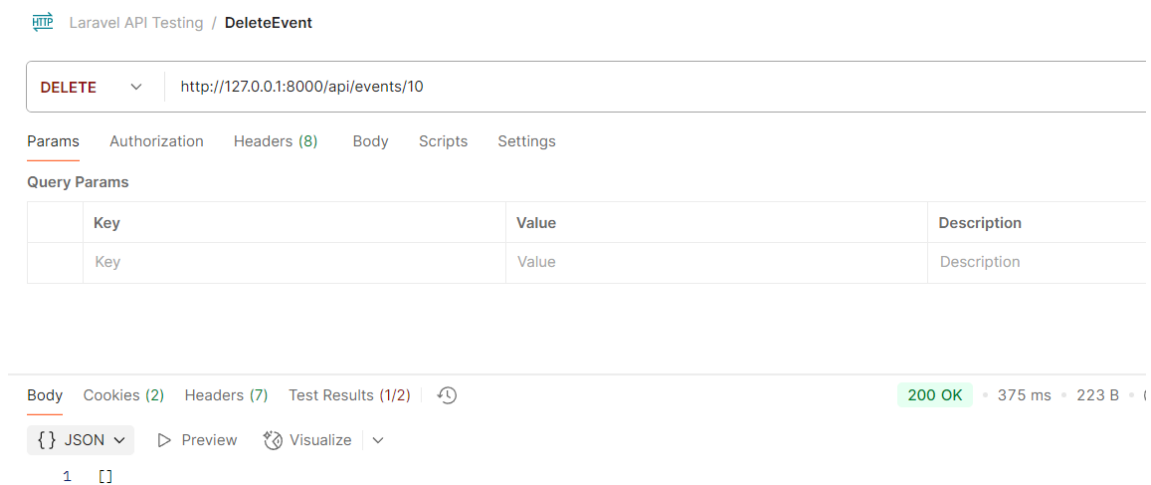 HTTP Laravel API Testing / DeleteEvent
DELETE http://127.0.0.1:8000/api/events/10
Params Authorization Headers (8) Body Scripts Settings
Query Params
Key Value Description
Key Value Description
Body Cookies (2) Headers (7) Test Results (1/2) 200 OK • 375 ms • 223 B •
{} JSON Preview Visualize
1 []